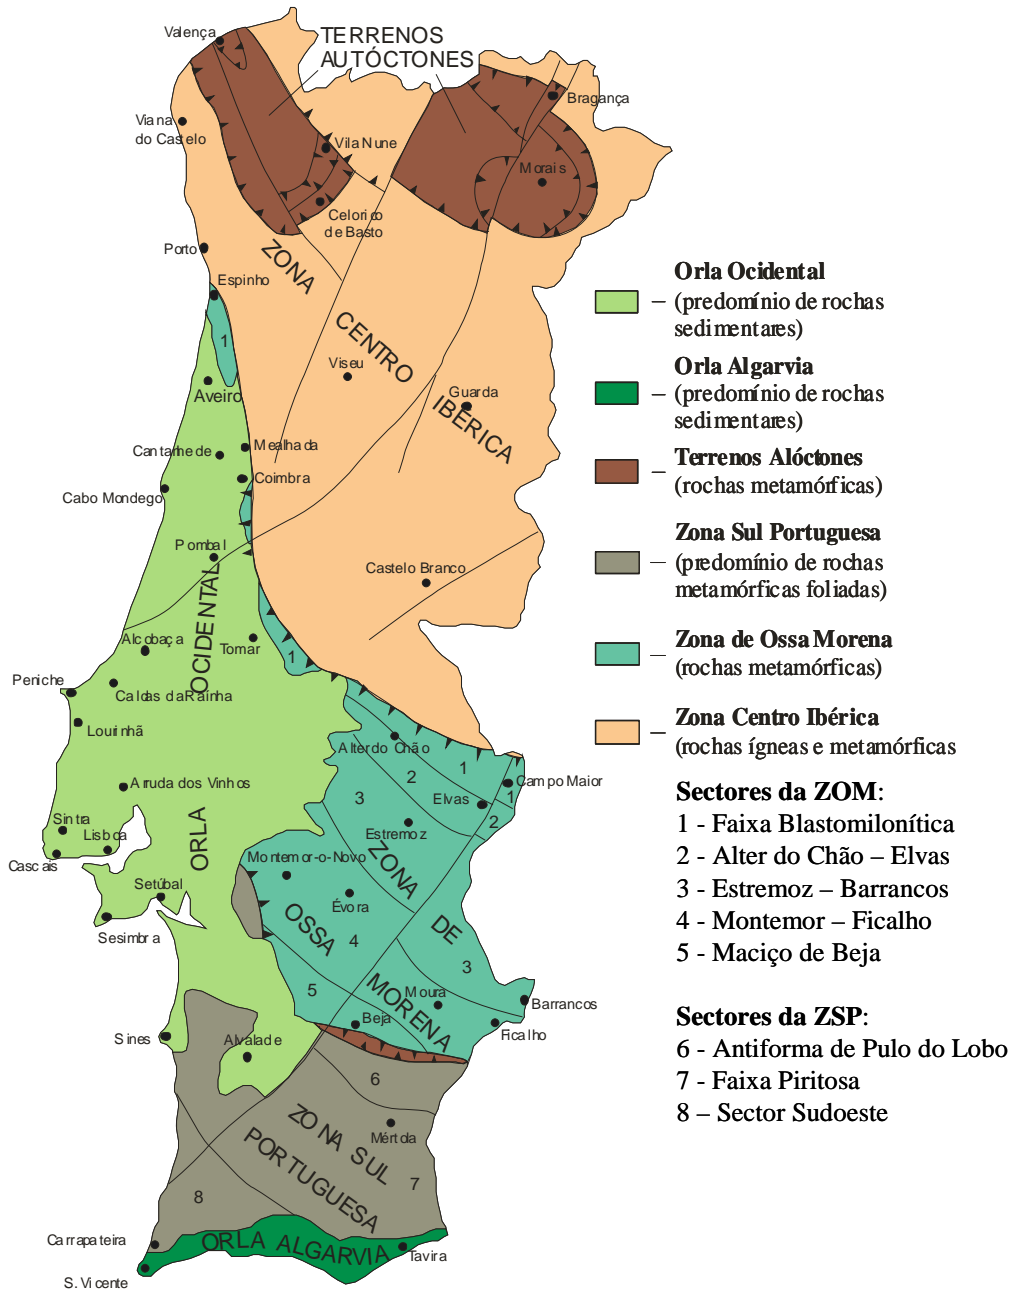 Valença
TERRENOS
AUTÓCTONES
Bragança
Viana
do Castelo
Vila Nune
Morais
Celorico
de Basto
Porto
ZONA
Espinho
1
CENTRO
Viseu
Aveiro
Guarda
IBÉRICA
Mealhada
Cantanhede
Coimbra
Cabo Mondego
Pombal
Castelo Branco
OCIDENTAL
Alcobaça
Tomar
1
Peniche
Caldas da Raínha
Lourinhã
Alter do Chão
1
2
Campo Maior
Arruda dos Vinhos
3
Elvas
1
2
Sintra
Lisboa
Estremoz
ORLA
ZONA
Cascais
Montemor-o-Novo
Setúbal
Évora
OSSA
DE
Sesimbra
4
3
5
MORENA
Moura
Barrancos
Beja
Ficalho
Sines
Alvalade
6
ZONA SUL
Mértola
PORTUGUESA
7
8
Carrapateira
ORLA ALGARVIA
Tavira
S. Vicente
Orla Ocidental
– (predomínio de rochas
sedimentares)
Orla Algarvia
– (predomínio de rochas
sedimentares)
– Terrenos Alóctones
(rochas metamórficas)
Zona Sul Portuguesa
– (predomínio de rochas
metamórficas foliadas)
– Zona de Ossa Morena
(rochas metamórficas)
– Zona Centro Ibérica
(rochas ígneas e metamórficas
Sectores da ZOM:
1 - Faixa Blastomilonítica
2 - Alter do Chão – Elvas
3 - Estremoz – Barrancos
4 - Montemor – Ficalho
5 - Maciço de Beja
Sectores da ZSP:
6 - Antiforma de Pulo do Lobo
7 - Faixa Piritosa
8 – Sector Sudoeste